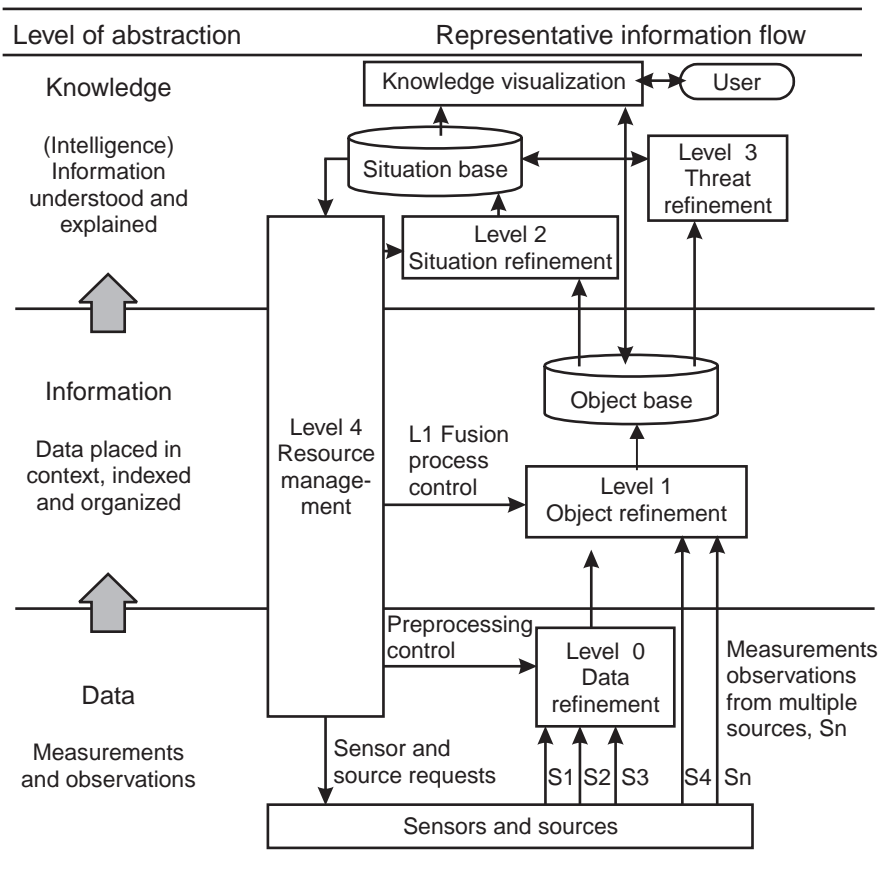 Level of abstraction
Representative information flow
Knowledge
(Intelligence)
Information
understood and
explained
Knowledge visualization
User
Situation base
Level 3
Threat
refinement
Level 2
Situation refinement
Information
Data placed in
context, indexed
and organized
Level 4
Resource
manage-
ment
Object base
L1 Fusion
process
control
Level 1
Object refinement
Data
Measurements
and observations
Preprocessing
control
Level 0
Data
refinement
Measurements
observations
from multiple
sources, Sn
Sensor and
source requests
S1 S2 S3 S4 Sn
Sensors and sources